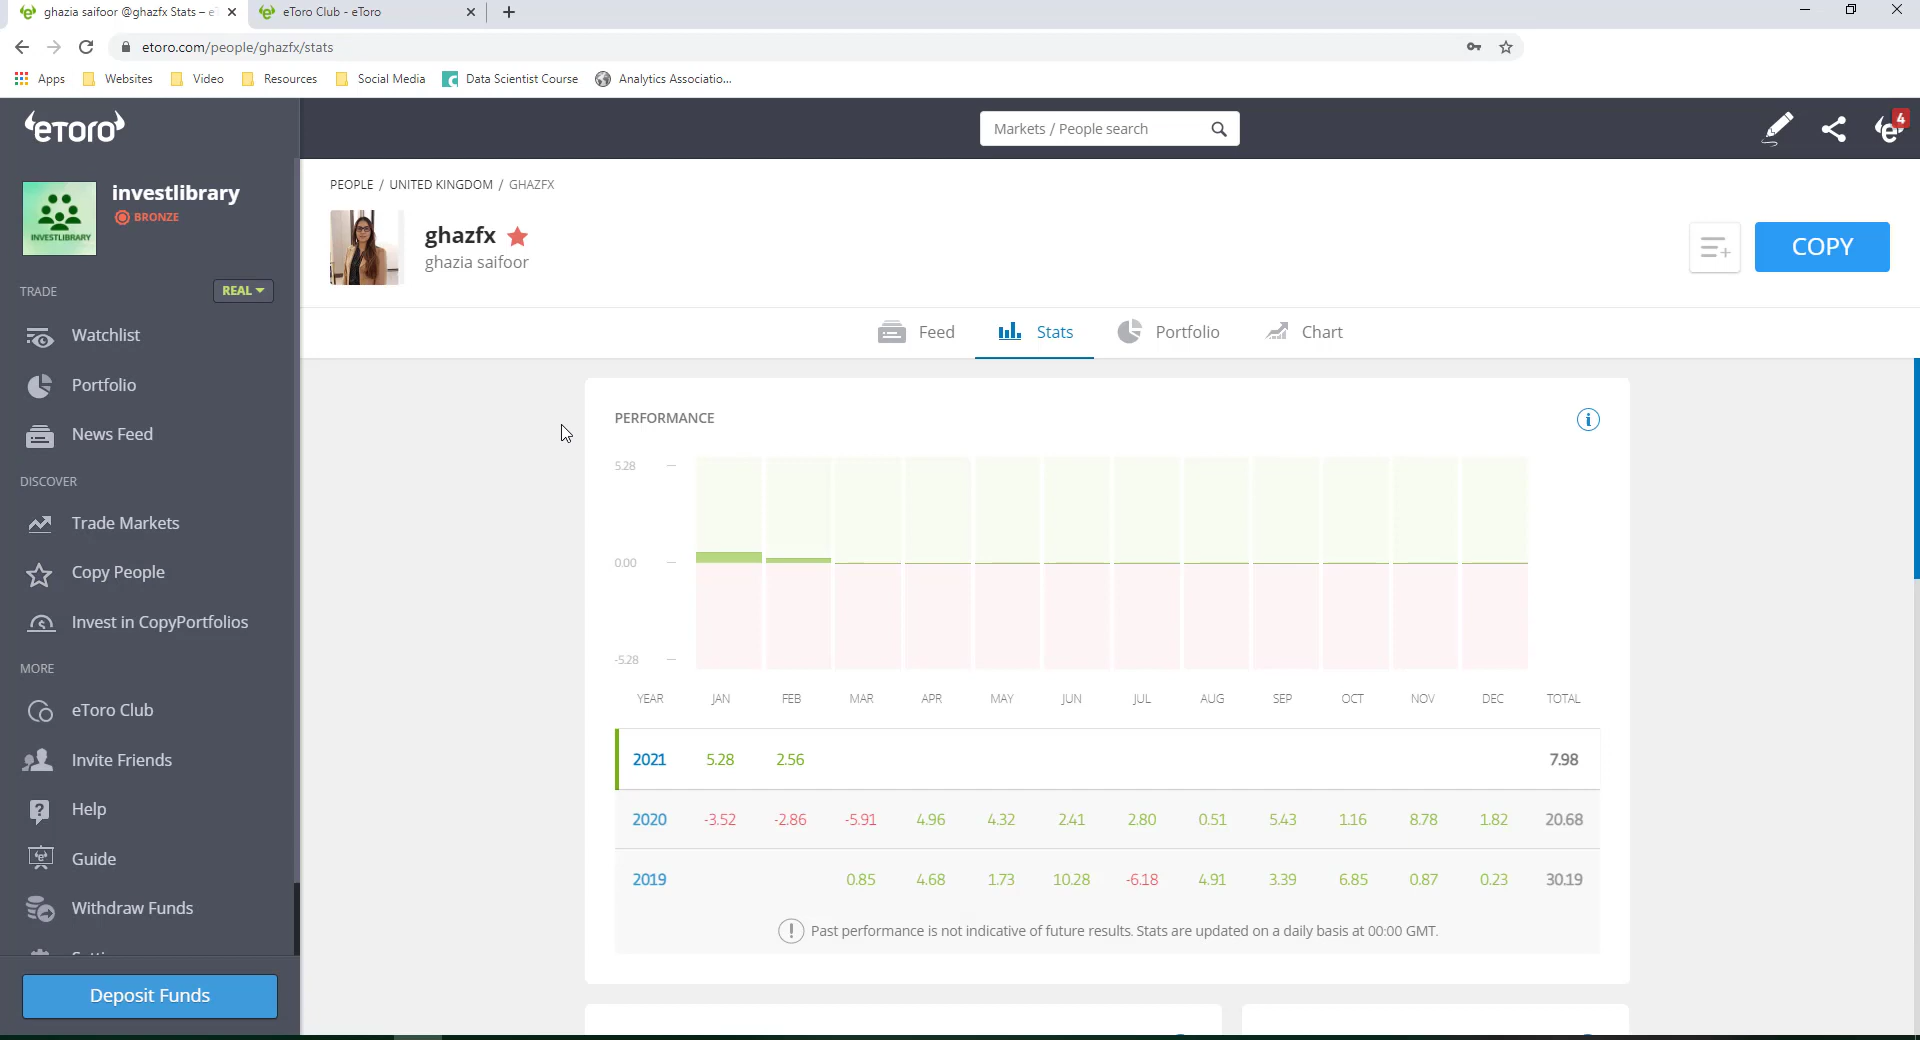 ghazia saifoor @ghazfx Stats – e
eToro Club - eToro
etoro.com/people/ghazfx/stats
Apps
Websites
Video
Resources
Social Media
Data Scientist Course
Analytics Associatio...
eToro
Markets / People search
4
investlibrary
BRONZE
INVESTLIBRARY
PEOPLE / UNITED KINGDOM / GHAZFX
ghazfx
ghazia saifoor
COPY
TRADE
REAL
Watchlist
Portfolio
News Feed
DISCOVER
Trade Markets
Copy People
Invest in CopyPortfolios
MORE
eToro Club
Invite Friends
Help
Guide
Withdraw Funds
Deposit Funds
Feed
Stats
Portfolio
Chart
PERFORMANCE
5.28
0.00
-5.28
YEAR JAN FEB MAR APR MAY JUN JUL AUG SEP OCT NOV DEC TOTAL
2021 5.28 2.56 7.98
2020 -3.52 -2.86 -5.91 4.96 4.32 2.41 2.80 0.51 5.43 1.16 8.78 1.82 20.68
2019 0.85 4.68 1.73 10.28 -6.18 4.91 3.39 6.85 0.87 0.23 30.19
Past performance is not indicative of future results. Stats are updated on a daily basis at 00:00 GMT.